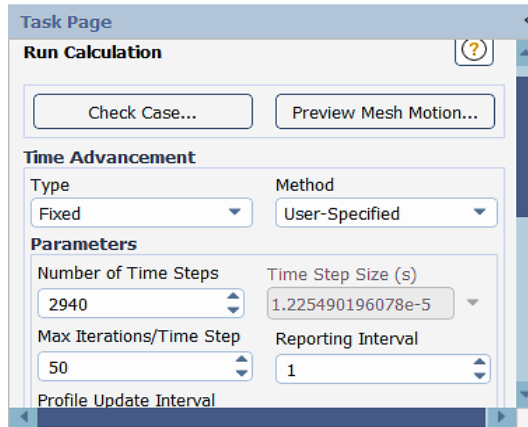 Task Page
Run Calculation
?
Check Case... Preview Mesh Motion...
Time Advancement
Type Method
Fixed User-Specified
Parameters
Number of Time Steps Time Step Size (s)
2940 1.225490196078e-5
Max Iterations/Time Step Reporting Interval
50 1
Profile Update Interval